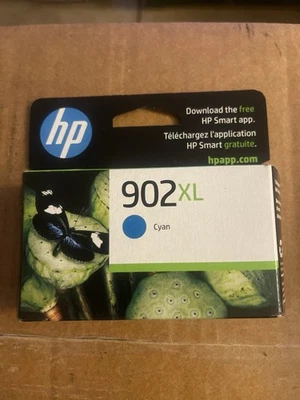 hp
Download the free
HP Smart app.
Téléchargez l'application
HP Smart gratuite.
hpapp.com
902XL
Cyan